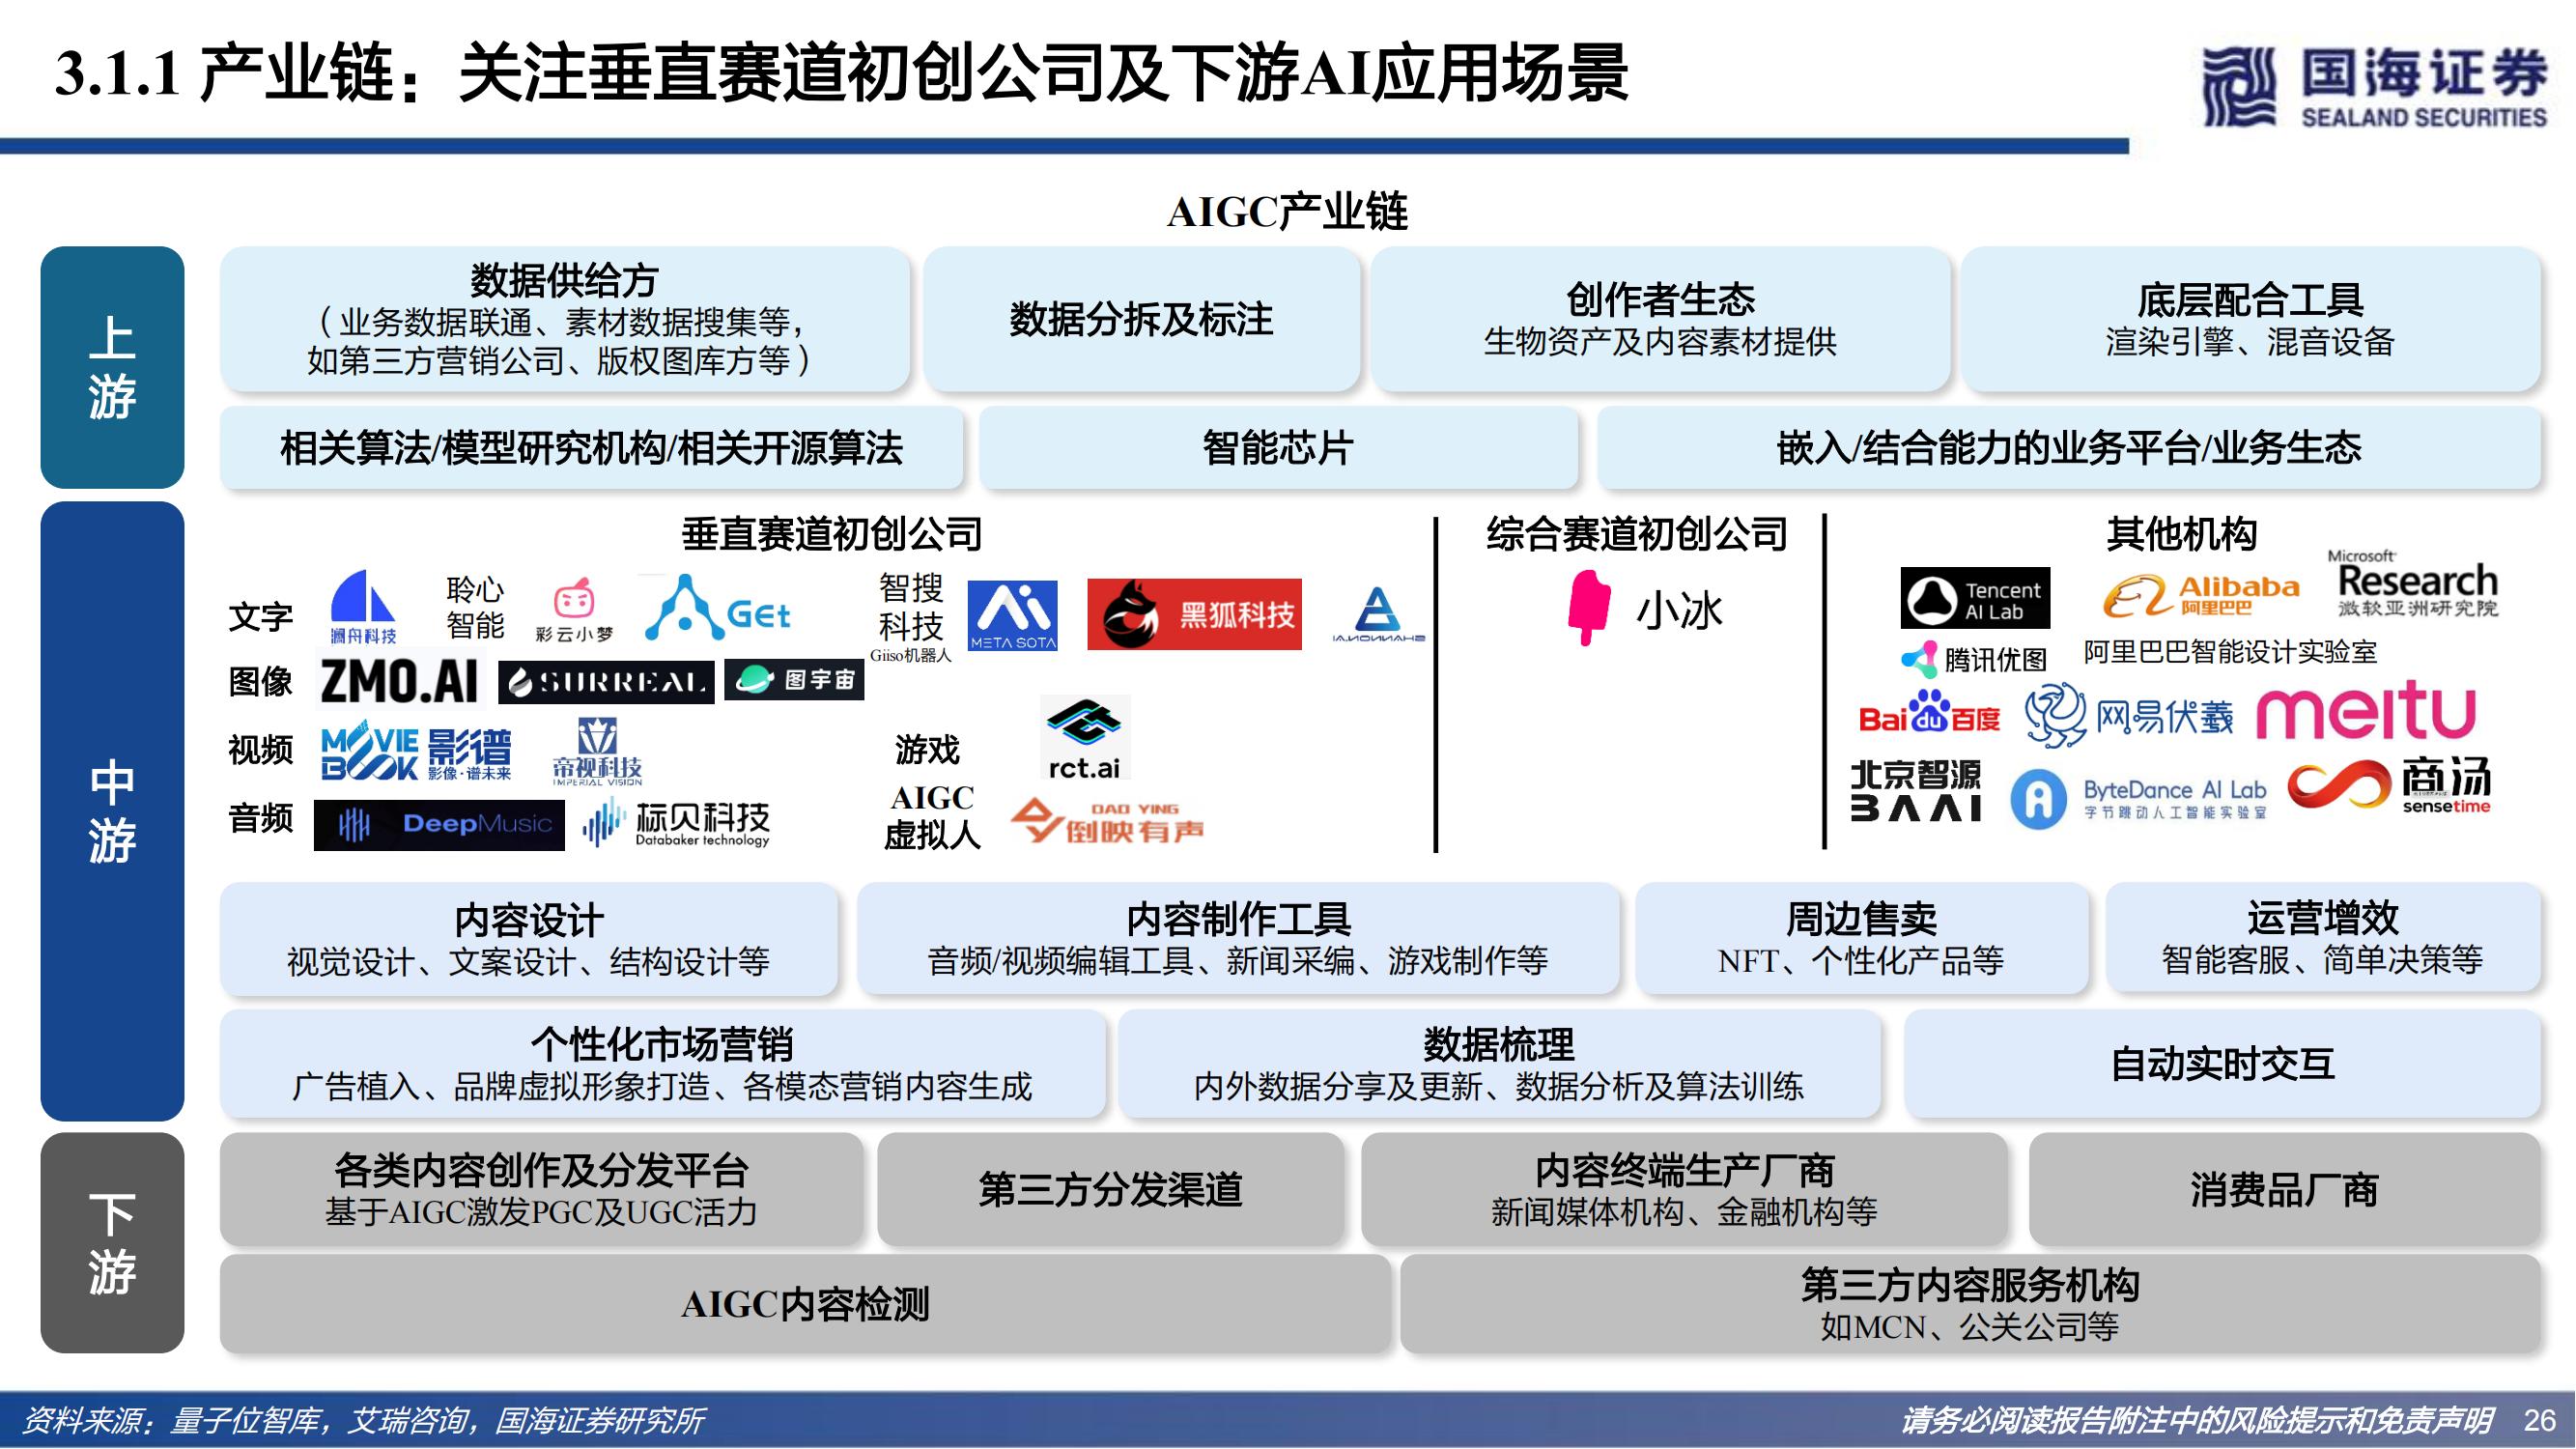 3.1.1 产业链：关注垂直赛道初创公司及下游AI应用场景
国海证券
SEALAND SECURITIES
AIGC产业链
上游
数据供给方
（业务数据联通、素材数据搜集等，
如第三方营销公司、版权图库方等）
数据分拆及标注
创作者生态
生物资产及内容素材提供
底层配合工具
渲染引擎、混音设备
相关算法/模型研究机构/相关开源算法
智能芯片
嵌入/结合能力的业务平台/业务生态
中游
垂直赛道初创公司
文字
澜舟科技
聆心
智能
彩云小梦
GEt
智搜
科技
Giiso机器人
META SOTA
黑狐科技
图像
ZMO.AI
SURREAL
图宇宙
视频
MOVIE
BOOK
影谱
影像·谱未来
帝视科技
IMPERIAL VISION
游戏
rct.ai
音频
DeepMusic
标贝科技
Databaker technology
AIGC
虚拟人
DAO YING
倒映有声
综合赛道初创公司
小冰
其他机构
Tencent
AI Lab
Alibaba
阿里巴巴
Microsoft
Research
微软亚洲研究院
腾讯优图
阿里巴巴智能设计实验室
Bai du 百度
网易伏羲
meitu
北京智源
BAAI
ByteDance AI Lab
字节跳动人工智能实验室
商汤
sensetime
内容设计
视觉设计、文案设计、结构设计等
内容制作工具
音频/视频编辑工具、新闻采编、游戏制作等
周边售卖
NFT、个性化产品等
运营增效
智能客服、简单决策等
个性化市场营销
广告植入、品牌虚拟形象打造、各模态营销内容生成
数据梳理
内外数据分享及更新、数据分析及算法训练
自动实时交互
下游
各类内容创作及分发平台
基于AIGC激发PGC及UGC活力
第三方分发渠道
内容终端生产厂商
新闻媒体机构、金融机构等
消费品厂商
AIGC内容检测
第三方内容服务机构
如MCN、公关公司等
资料来源：量子位智库，艾瑞咨询，国海证券研究所
请务必阅读报告附注中的风险提示和免责声明
26